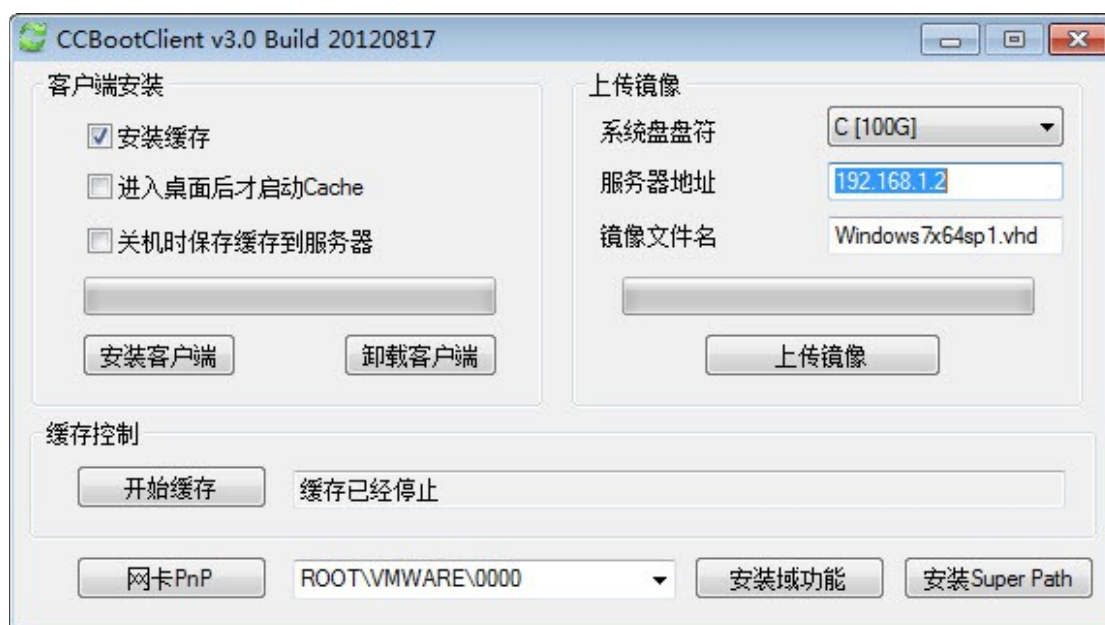 CCBootClient v3.0 Build 20120817
客户端安装
安装缓存
进入桌面后才启动Cache
关机时保存缓存到服务器
安装客户端 卸载客户端
上传镜像
系统盘盘符 C [100G]
服务器地址 192.168.1.2
镜像文件名 Windows7x64sp1.vhd
上传镜像
缓存控制
开始缓存 缓存已经停止
网卡PnP ROOT\VMWARE\0000 安装域功能 安装Super Path